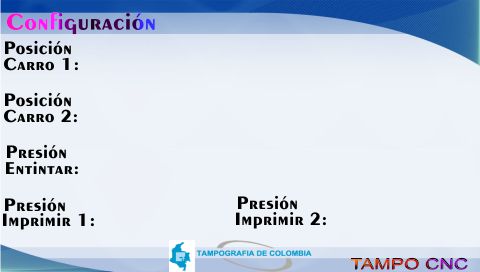 Configuración
Posición
Carro 1:
Posición
Carro 2:
Presión
Entintar:
Presión
Imprimir 1:
Presión
Imprimir 2:
TAMPOGRAFIA DE COLOMBIA
TAMPO CNC